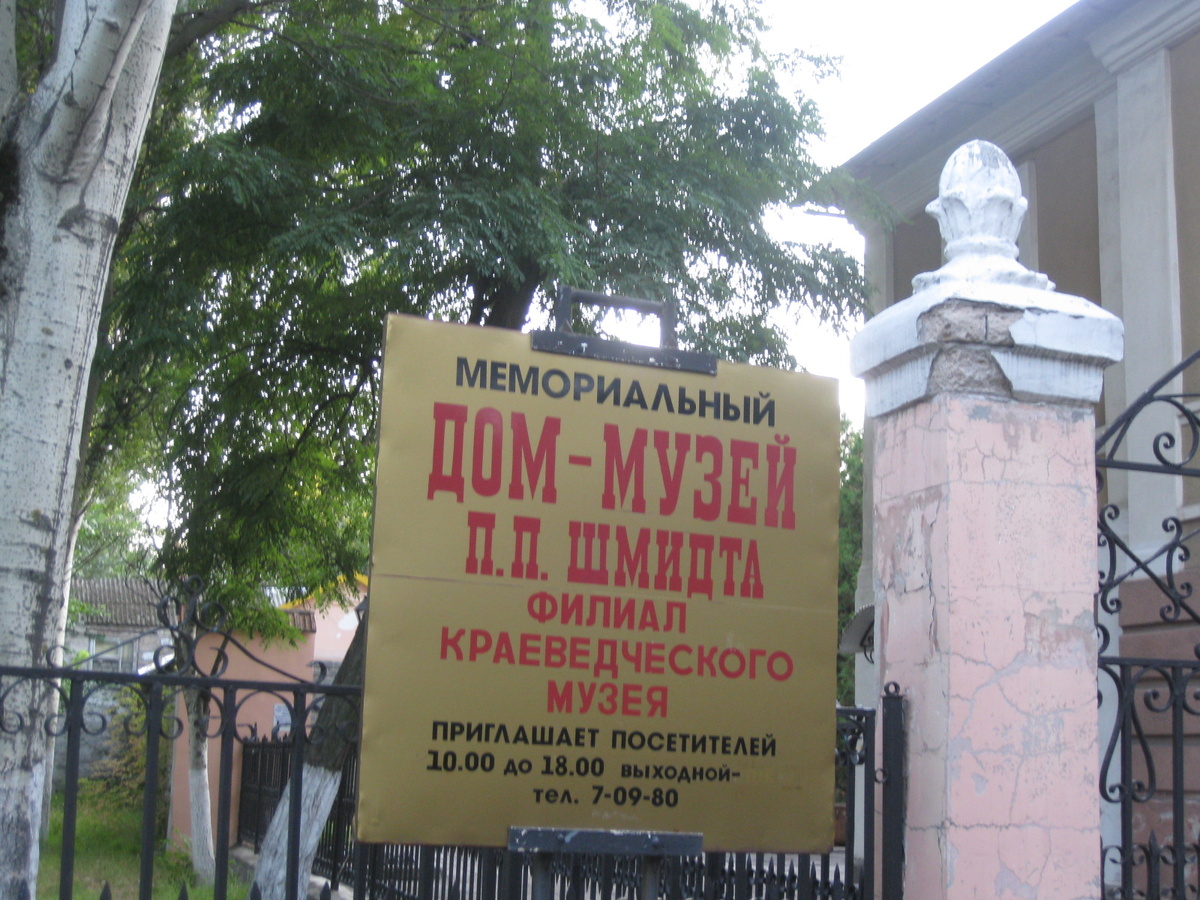 МЕМОРИАЛЬНЫЙ
ДОМ-МУЗЕЙ
П.П. ШМИДТА
ФИЛИАЛ
КРАЕВЕДЧЕСКОГО
МУЗЕЯ
ПРИГЛАШАЕТ ПОСЕТИТЕЛЕЙ
10.00 до 18.00 выходной-
тел. 7-09-80